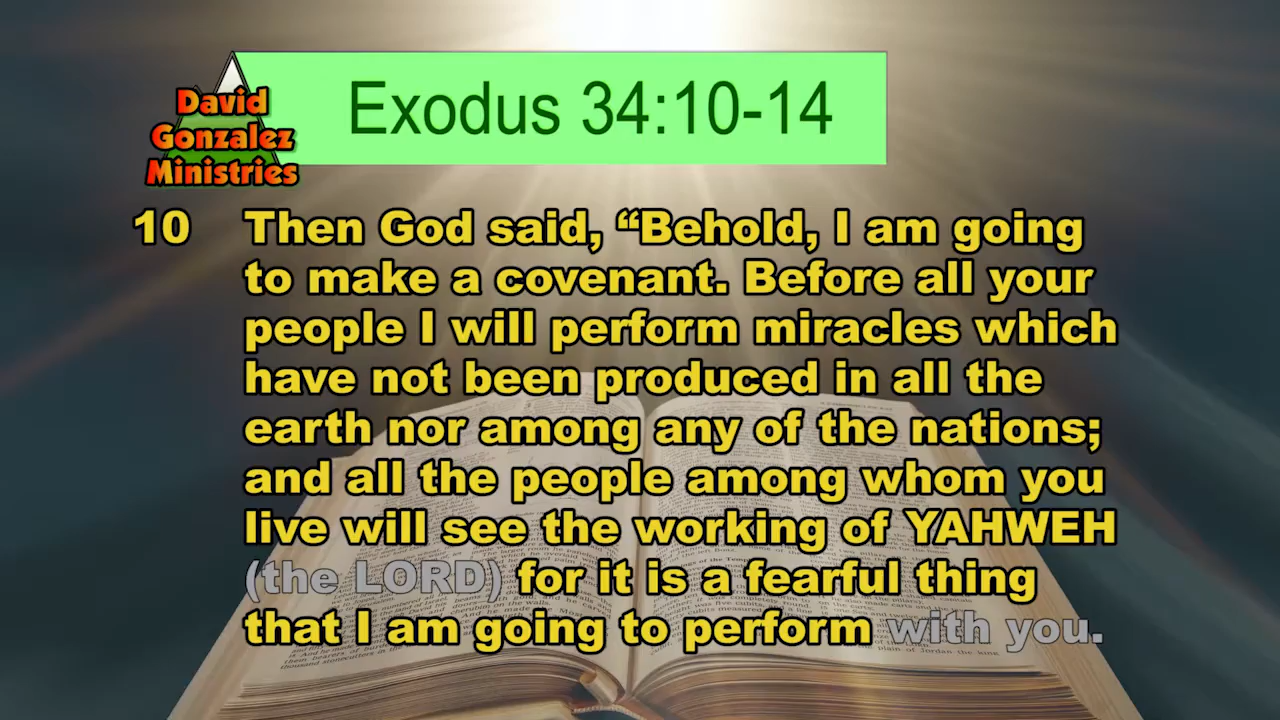 David
Gonzalez
Ministries
Exodus 34:10-14
10 Then God said, “Behold, I am going
to make a covenant. Before all your
people I will perform miracles which
have not been produced in all the
earth nor among any of the nations;
and all the people among whom you
live will see the working of YAHWEH
(the LORD) for it is a fearful thing
that I am going to perform with you.